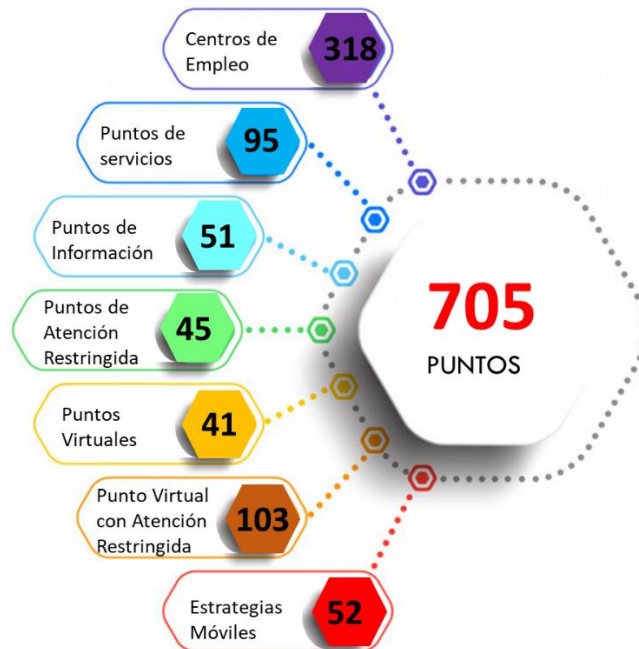 Centros de
Empleo
318
Puntos de
servicios
95
Puntos de
Información
51
Puntos de
Atención
Restringida
45
Puntos
Virtuales
41
Punto Virtual
con Atención
Restringida
103
Estrategias
Móviles
52
705
PUNTOS